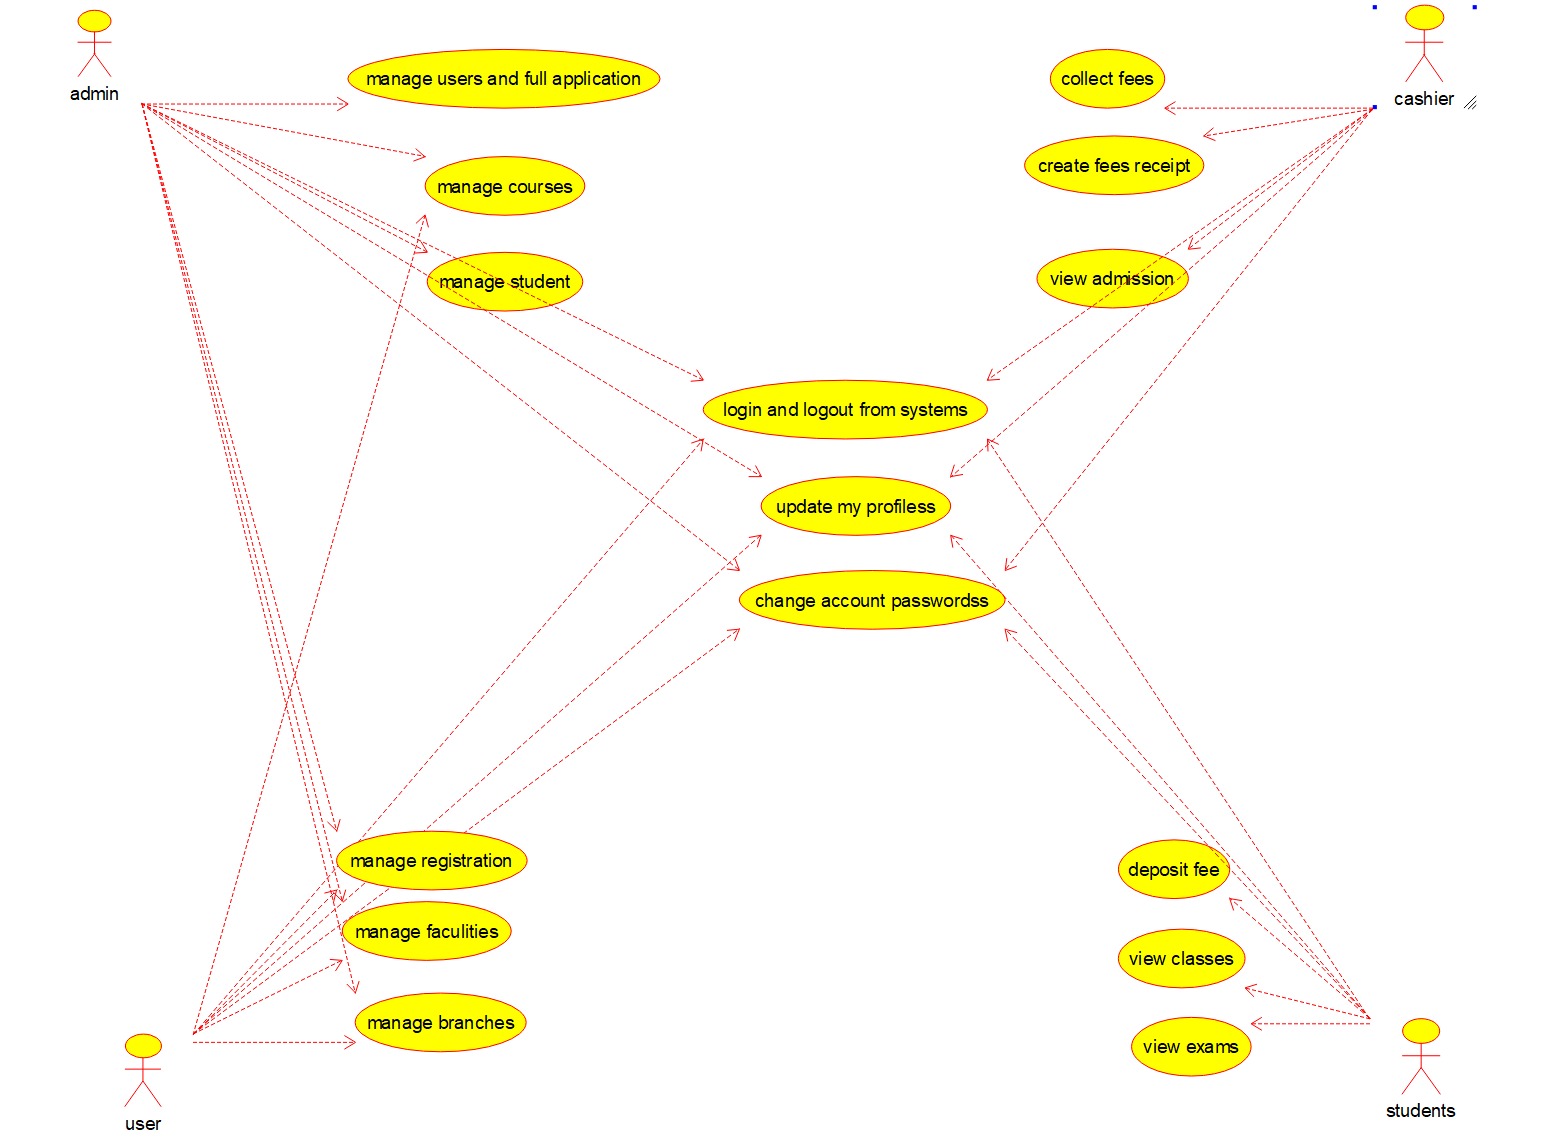 admin
cashier
manage users and full application
collect fees
create fees receipt
manage courses
manage student
view admission
login and logout from systems
update my profiless
change account passwordss
manage registration
deposit fee
manage faculities
view classes
manage branches
view exams
user
students